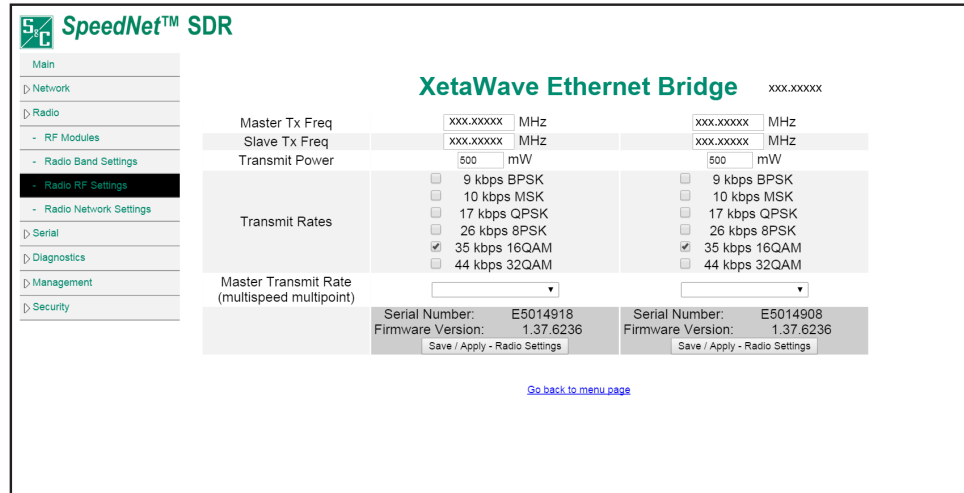 S&C SpeedNet™ SDR
Main
Network
Radio
- RF Modules
- Radio Band Settings
- Radio RF Settings
- Radio Network Settings
Serial
Diagnostics
Management
Security
XetaWave Ethernet Bridge xxx.xxxxx
Master Tx Freq xxx.xxxxx MHz xxx.xxxxx MHz
Slave Tx Freq xxx.xxxxx MHz xxx.xxxxx MHz
Transmit Power 500 mW 500 mW
Transmit Rates
9 kbps BPSK 9 kbps BPSK
10 kbps MSK 10 kbps MSK
17 kbps QPSK 17 kbps QPSK
26 kbps 8PSK 26 kbps 8PSK
35 kbps 16QAM 35 kbps 16QAM
44 kbps 32QAM 44 kbps 32QAM
Master Transmit Rate
(multispeed multipoint)
Serial Number: E5014918 Serial Number: E5014908
Firmware Version: 1.37.6236 Firmware Version: 1.37.6236
Save / Apply - Radio Settings Save / Apply - Radio Settings
Go back to menu page